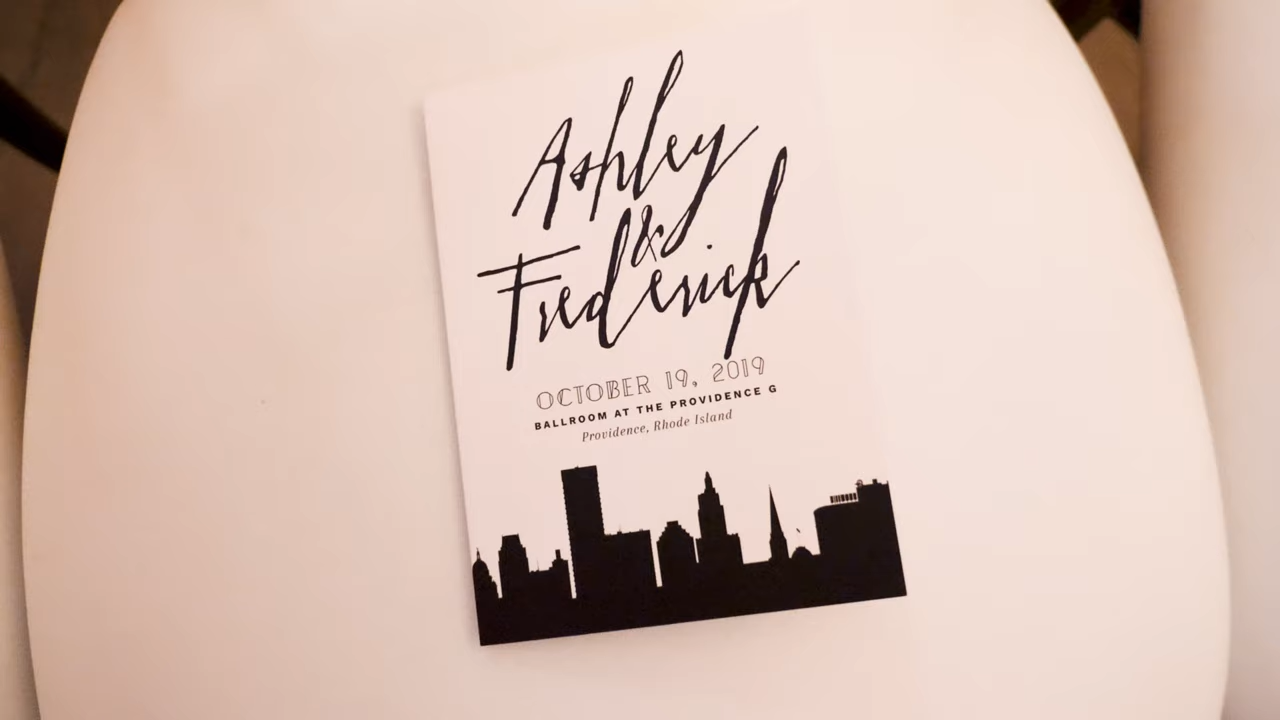 Ashley
&
Frederick
OCTOBER 19, 2019
BALLROOM AT THE PROVIDENCE G
Providence, Rhode Island